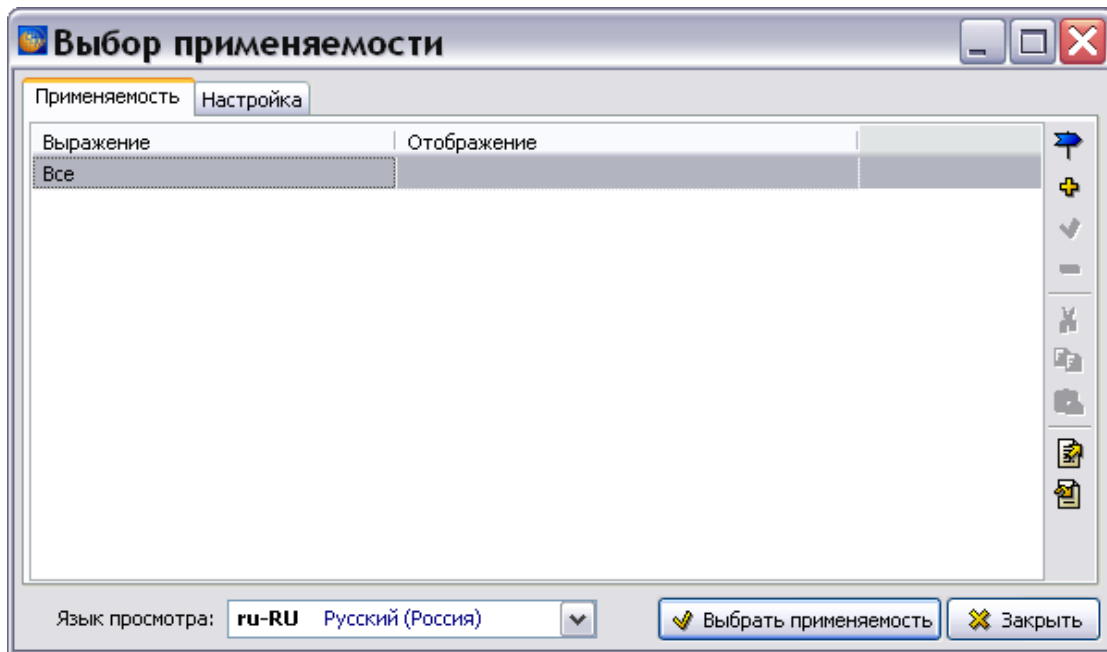 Выбор применяемости
Применяемость Настройка
Выражение Отображение
Все
Язык просмотра: ru-RU Русский (Россия) Выбрать применяемость Закрыть